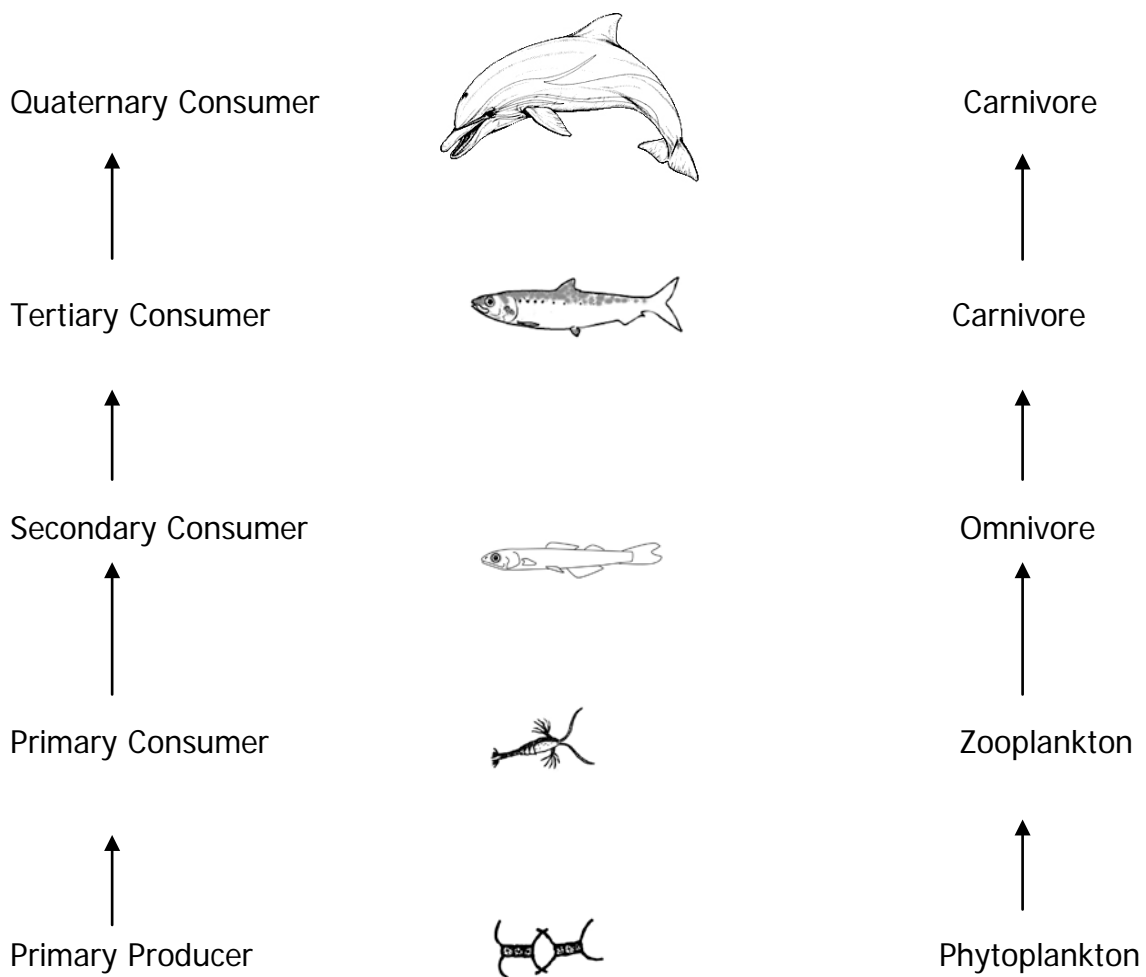 Quaternary Consumer Carnivore
Tertiary Consumer Carnivore
Secondary Consumer Omnivore
Primary Consumer Zooplankton
Primary Producer Phytoplankton